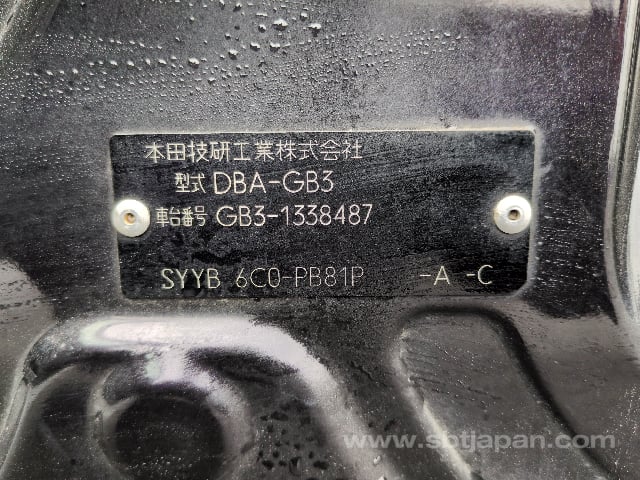 本田技研工業株式会社
型式 DBA-GB3
車台番号 GB3-1338487
SYYB 6C0-PB81P -A -C
www.sbtjapan.com